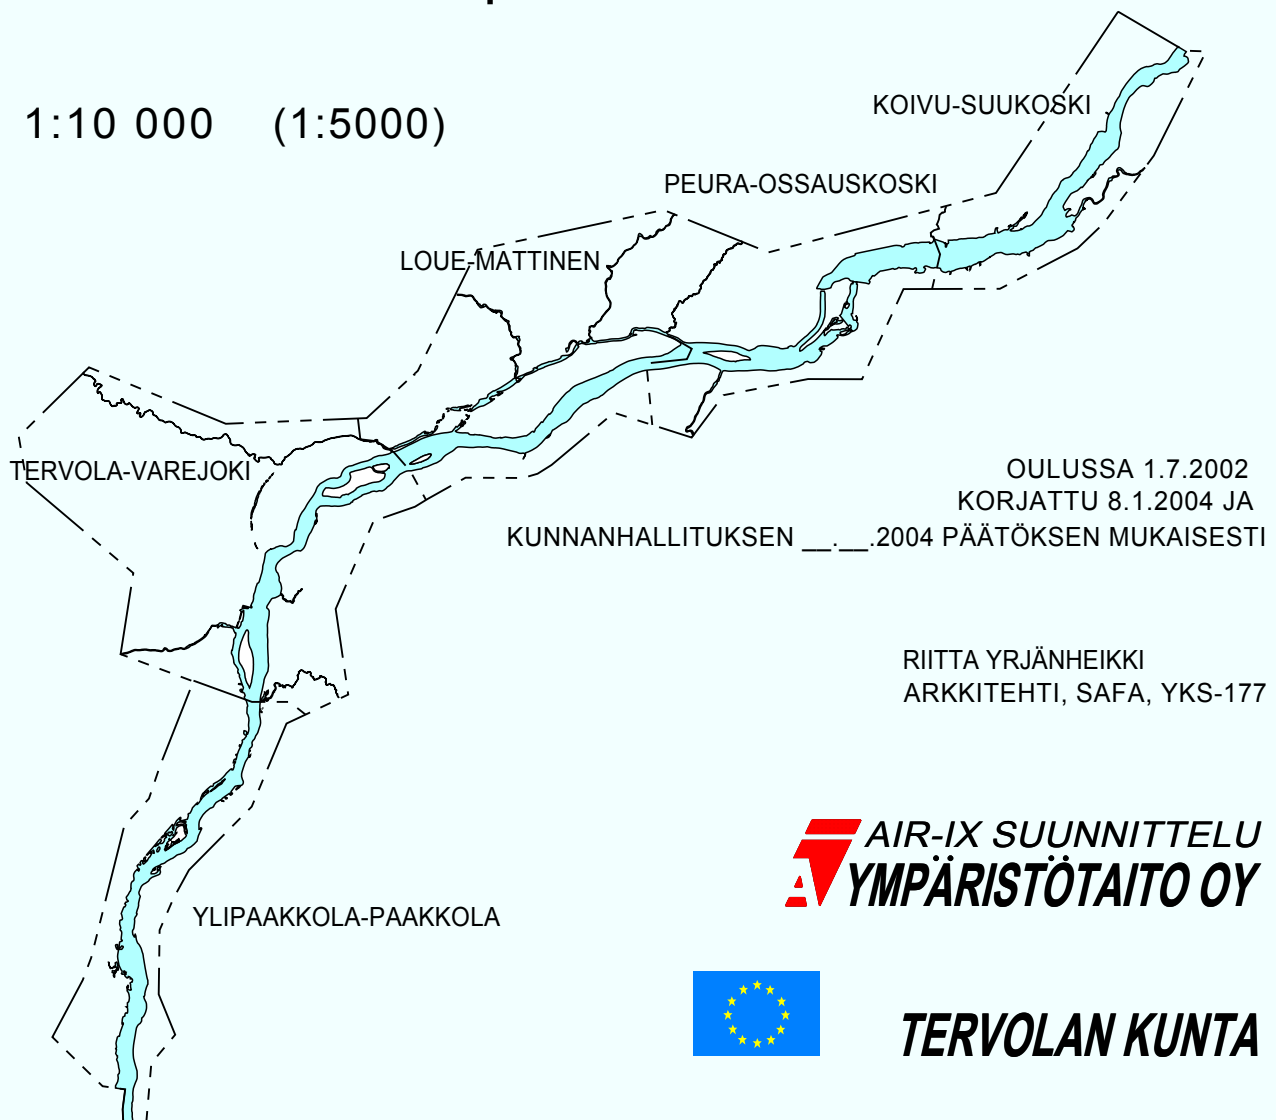 1:10 000 (1:5000)
KOIVU-SUUKOSKI
PEURA-OSSAUSKOSKI
LOUE-MATTINEN
TERVOLA-VAREJOKI
OULUSSA 1.7.2002
KORJATTU 8.1.2004 JA
KUNNANHALLITUKSEN __.__.2004 PÄÄTÖKSEN MUKAISESTI
RIITTA YRJÄNHEIKKI
ARKKITEHTI, SAFA, YKS-177
AIR-IX SUUNNITTELU
YMPÄRISTÖTAITO OY
YLIPAAKKOLA-PAAKKOLA
TERVOLAN KUNTA